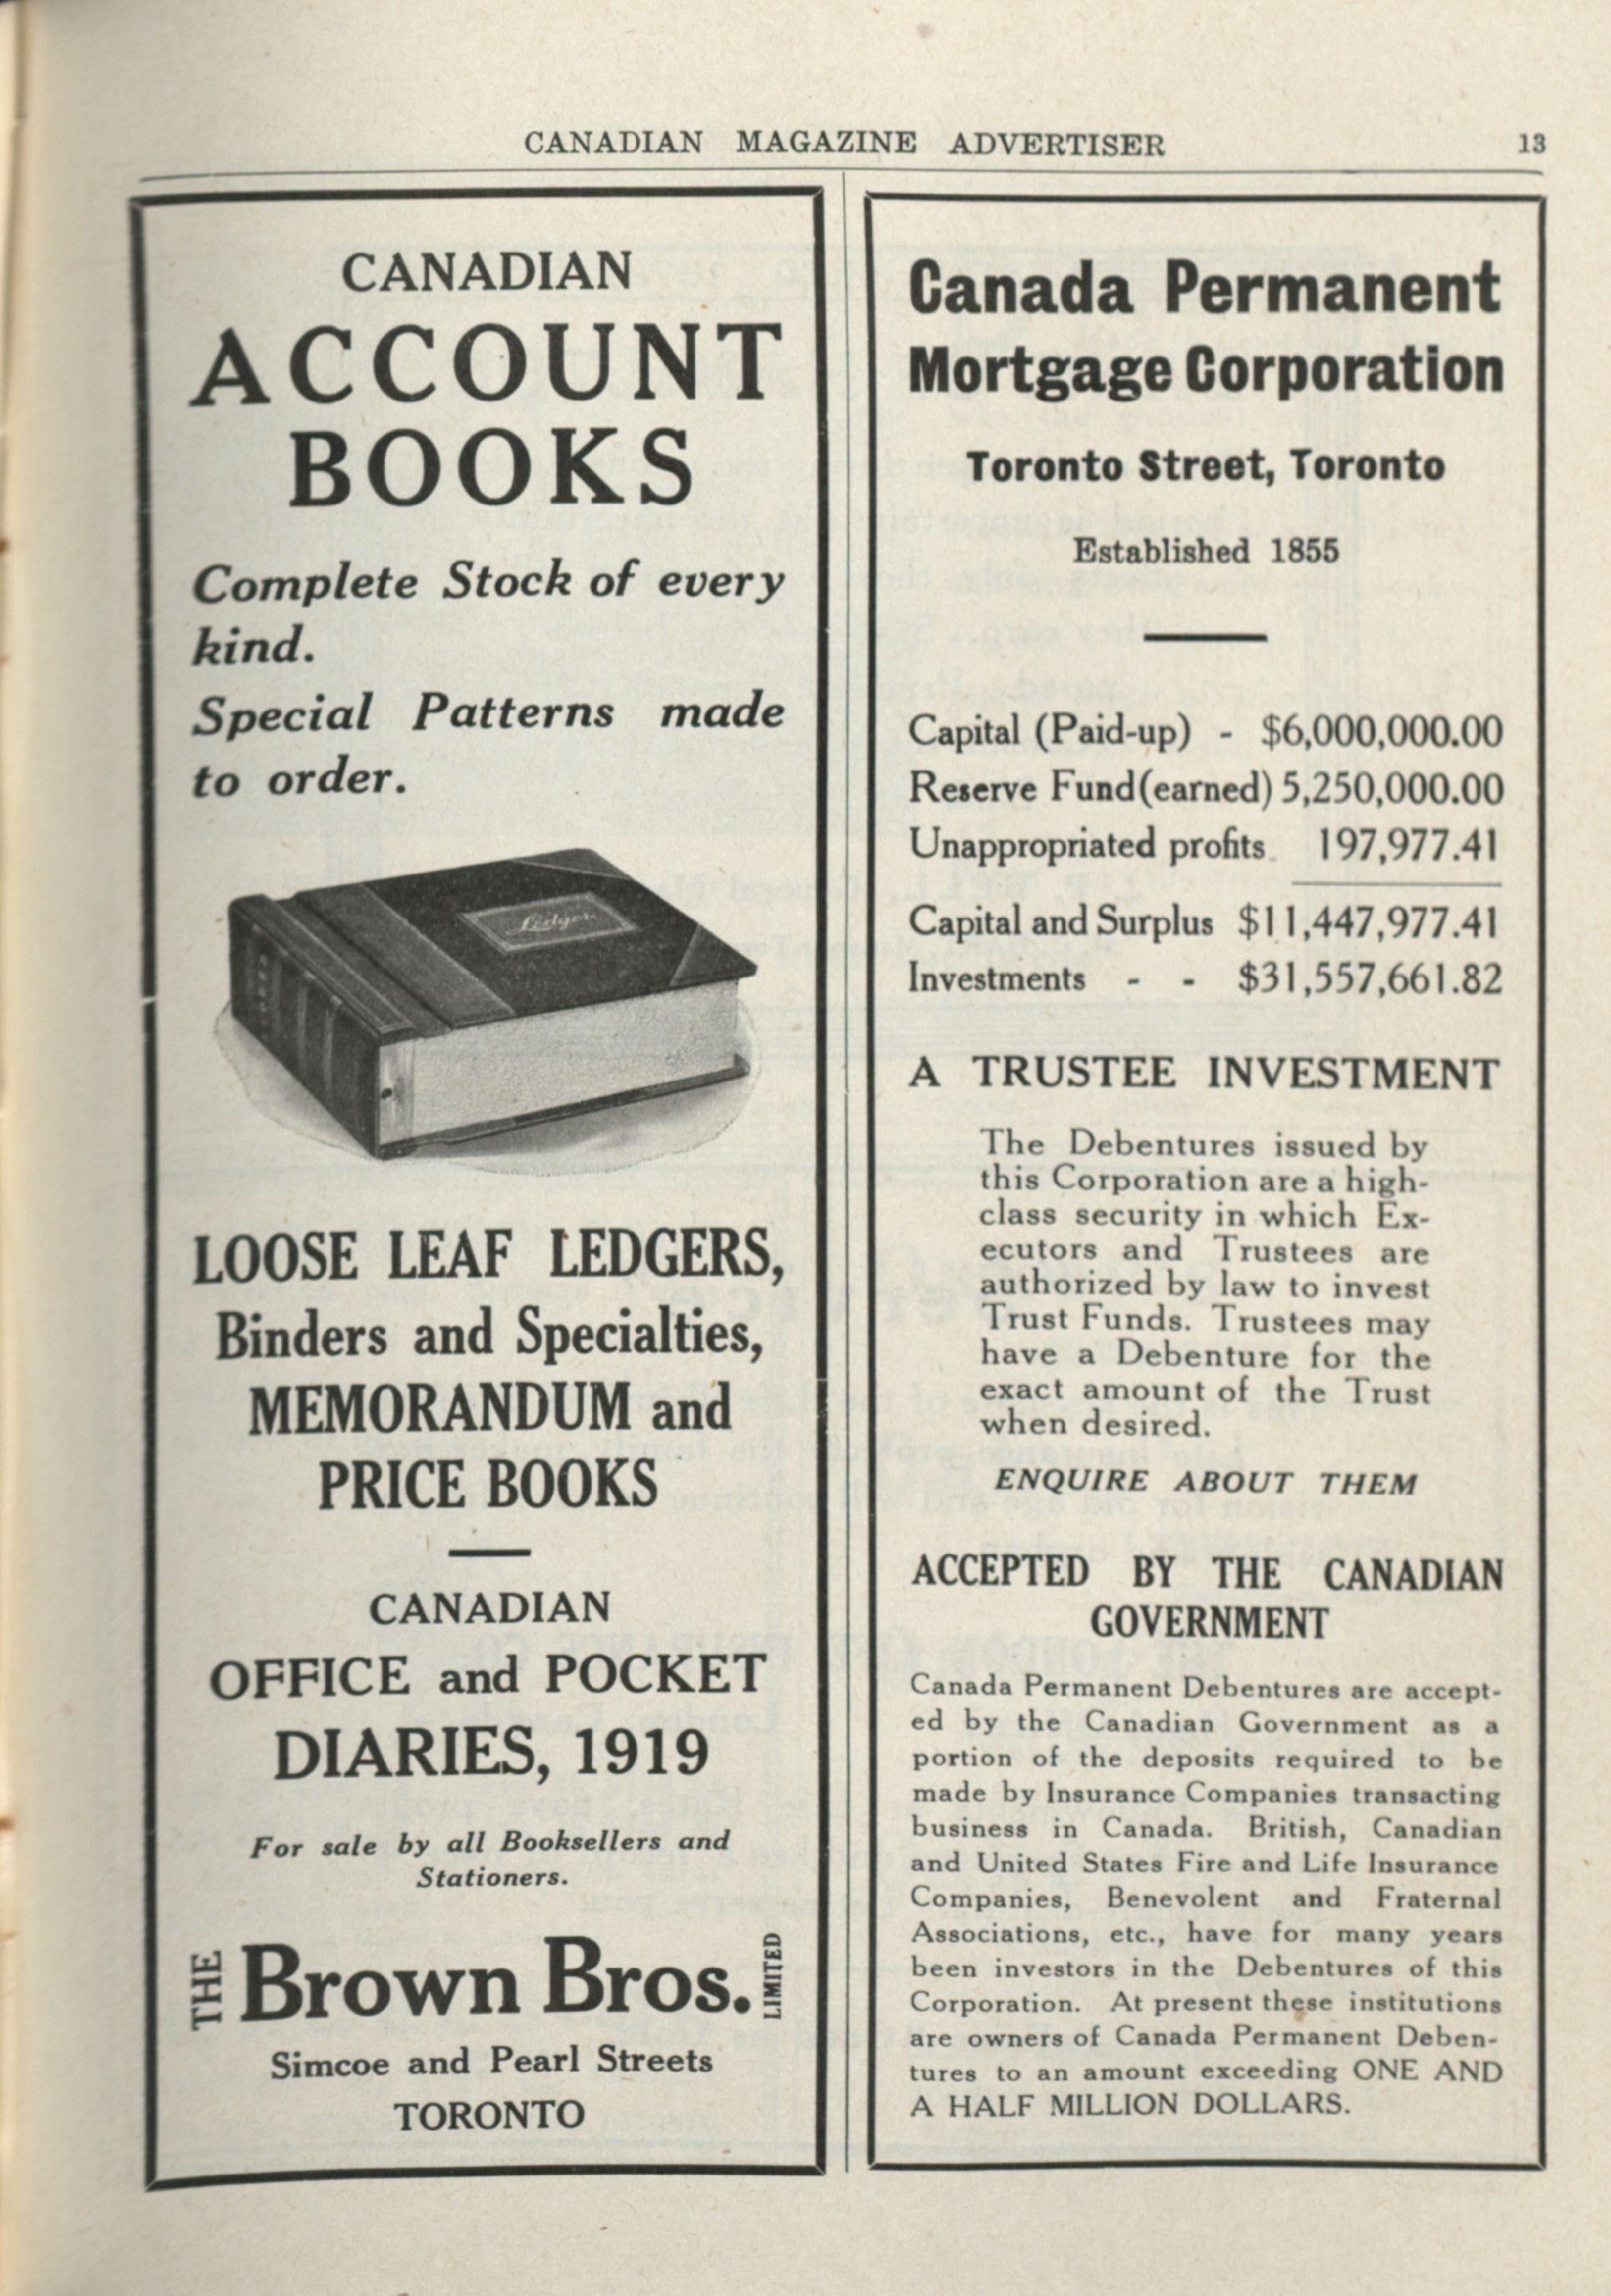 CANADIAN MAGAZINE ADVERTISER 13
CANADIAN
ACCOUNT
BOOKS
Complete Stock of every
kind.
Special Patterns made
to order.
Ledger
LOOSE LEAF LEDGERS,
Binders and Specialties,
MEMORANDUM and
PRICE BOOKS
CANADIAN
OFFICE and POCKET
DIARIES, 1919
For sale by all Booksellers and
Stationers.
THE Brown Bros. LIMITED
Simcoe and Pearl Streets
TORONTO
Canada Permanent
Mortgage Corporation
Toronto Street, Toronto
Established 1855
Capital (Paid-up) - $6,000,000.00
Reserve Fund (earned) 5,250,000.00
Unappropriated profits 197,977.41
Capital and Surplus $11,447,977.41
Investments - - $31,557,661.82
A TRUSTEE INVESTMENT
The Debentures issued by
this Corporation are a high-
class security in which Ex-
ecutors and Trustees are
authorized by law to invest
Trust Funds. Trustees may
have a Debenture for the
exact amount of the Trust
when desired.
ENQUIRE ABOUT THEM
ACCEPTED BY THE CANADIAN
GOVERNMENT
Canada Permanent Debentures are accept-
ed by the Canadian Government as a
portion of the deposits required to be
made by Insurance Companies transacting
business in Canada. British, Canadian
and United States Fire and Life Insurance
Companies, Benevolent and Fraternal
Associations, etc., have for many years
been investors in the Debentures of this
Corporation. At present these institutions
are owners of Canada Permanent Deben-
tures to an amount exceeding ONE AND
A HALF MILLION DOLLARS.